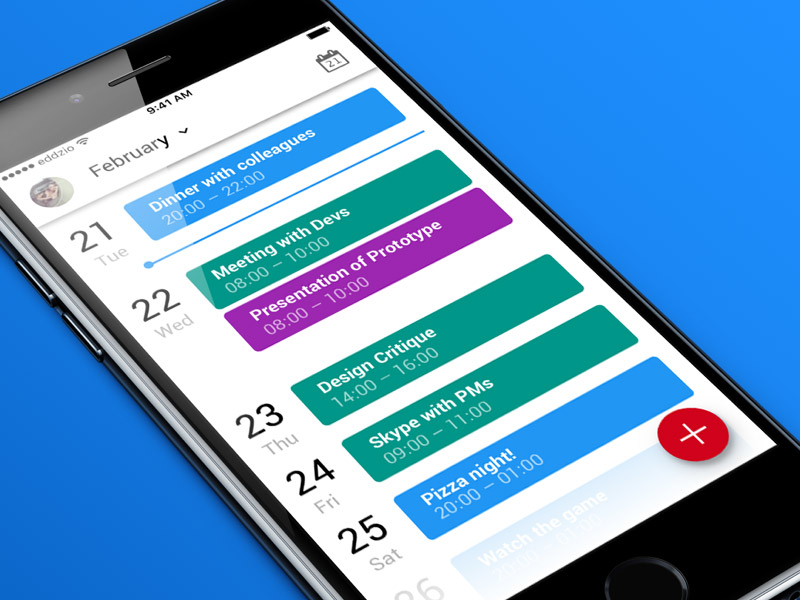 eddzio
9:41 AM
February
21
21
Tue
Dinner with colleagues
20:00 – 22:00
22
Wed
Meeting with Devs
08:00 – 10:00
Presentation of Prototype
08:00 – 10:00
23
Thu
Design Critique
14:00 – 16:00
24
Fri
Skype with PMs
09:00 – 11:00
25
Sat
Pizza night!
20:00 – 01:00
26
Watch the game